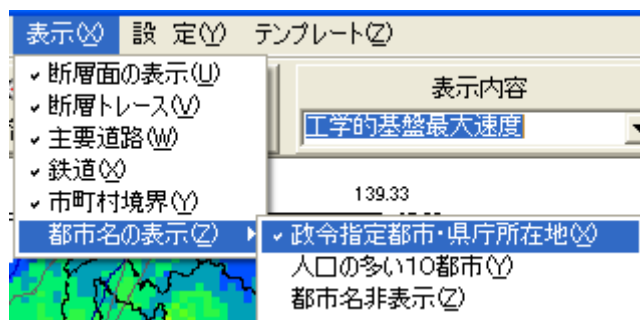 表示(X) 設 定(Y) テンプレート(Z)
✓断層面の表示(U)
✓断層トレース(V)
✓主要道路(W)
✓鉄道(X)
✓市町村境界(Y)
都市名の表示(Z)
✓政令指定都市・県庁所在地(X)
人口の多い10都市(Y)
都市名非表示(Z)
表示内容
工学的基盤最大速度
139.33